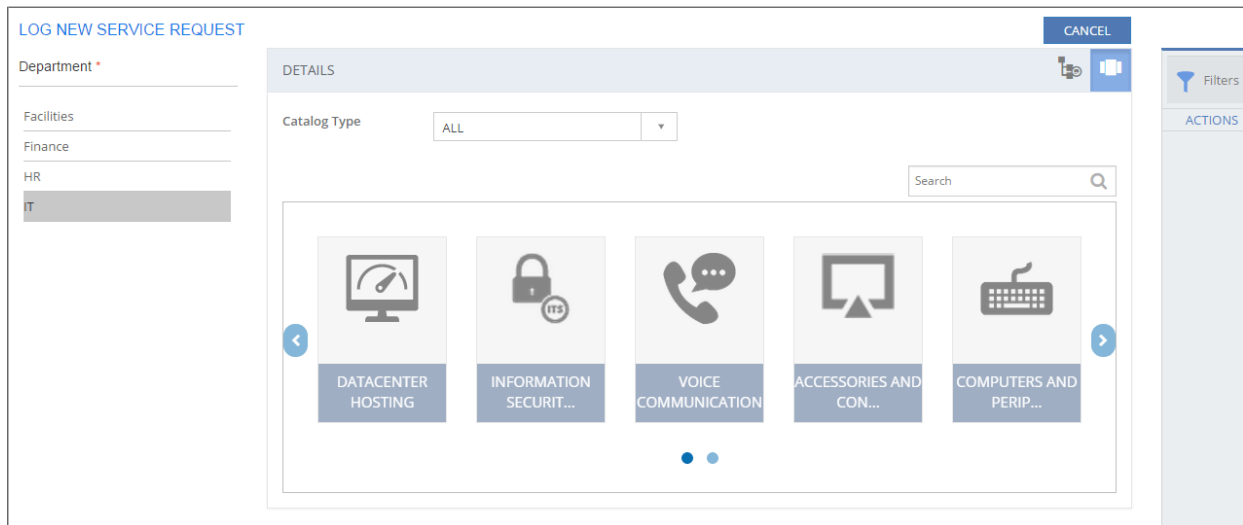 LOG NEW SERVICE REQUEST
CANCEL
Department *
Facilities
Finance
HR
IT
DETAILS
Catalog Type
ALL
Search
DATACENTER
HOSTING
INFORMATION
SECURIT...
ITS
VOICE
COMMUNICATION
ACCESSORIES AND
CON...
COMPUTERS AND
PERIP...
Filters
ACTIONS